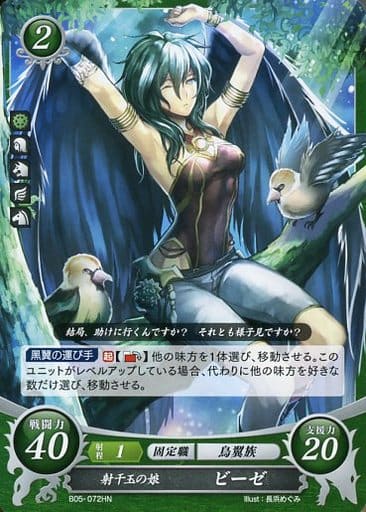 2
結局、助けに行くんですか？ それとも様子見ですか？
黒翼の運び手 起【】他の味方を1体選び、移動させる。この
ユニットがレベルアップしている場合、代わりに他の味方を好き
な数だけ選び、移動させる。
戦闘力
40
射程 1 固定職 鳥翼族
支援力
20
射干玉の娘 ビーゼ
B05-072HN Illust：長浜めぐみ